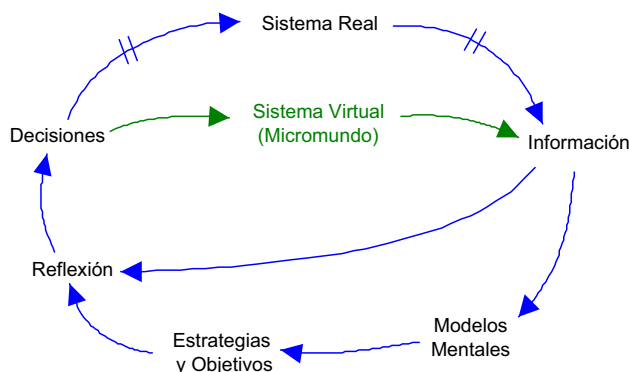 Sistema Real
Sistema Virtual
(Micromundo)
Decisiones
Información
Reflexión
Modelos
Mentales
Estrategias
y Objetivos